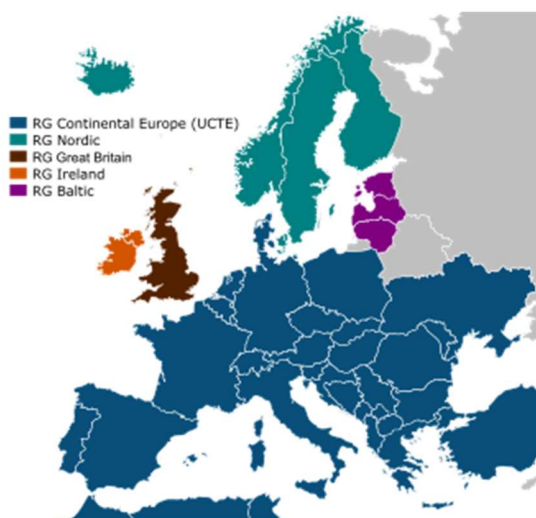 RG Continental Europe (UCTE)
RG Nordic
RG Great Britain
RG Ireland
RG Baltic